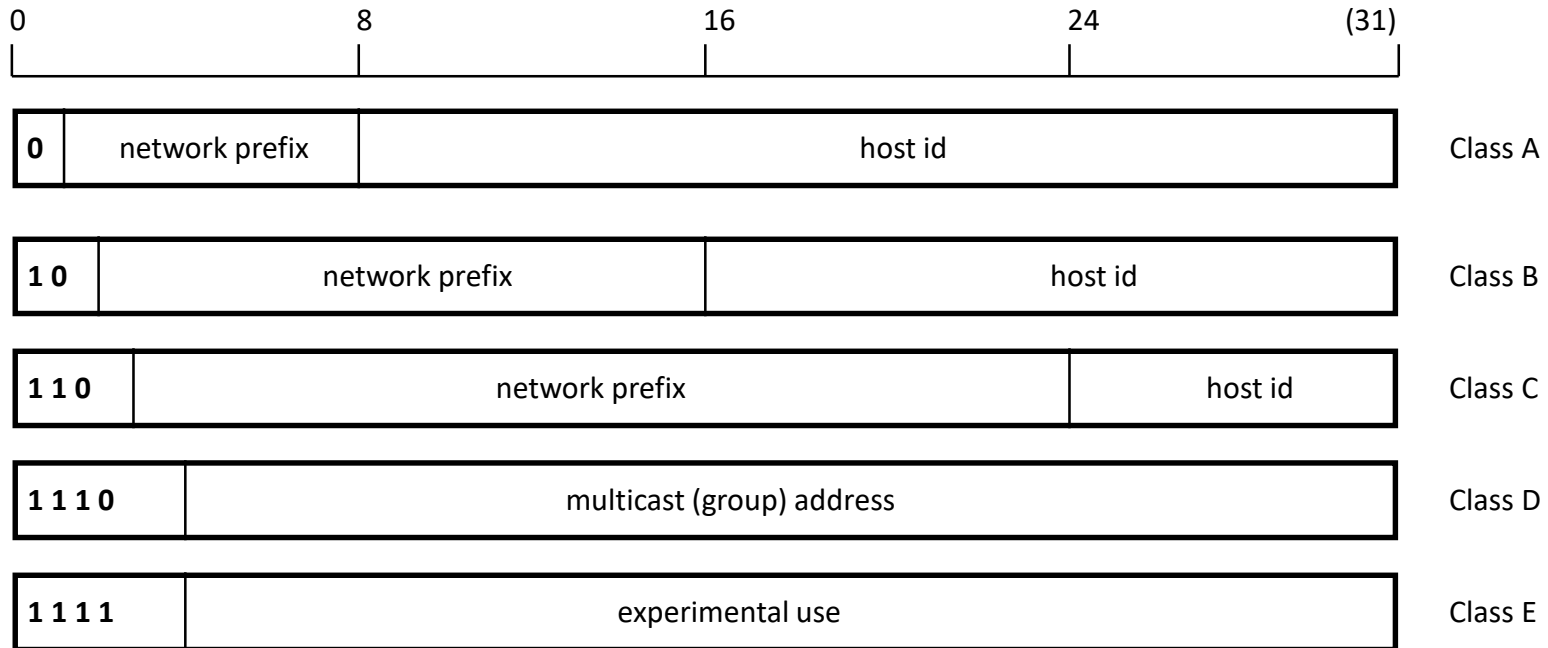 0 8 16 24 (31)
0 network prefix host id Class A
1 0 network prefix host id Class B
1 1 0 network prefix host id Class C
1 1 1 0 multicast (group) address Class D
1 1 1 1 experimental use Class E